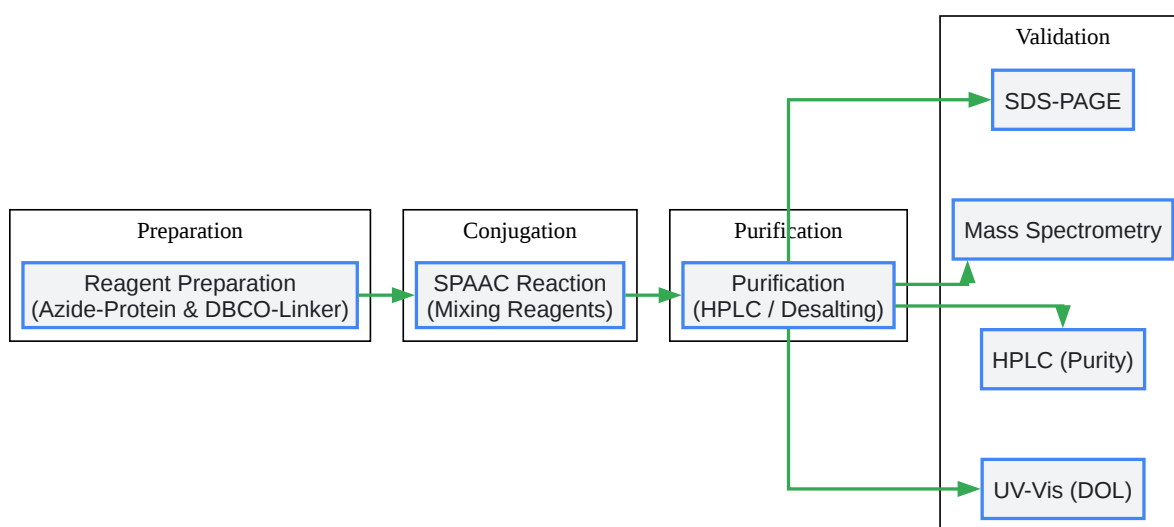 Preparation
Reagent Preparation
(Azide-Protein & DBCO-Linker)
Conjugation
SPAAC Reaction
(Mixing Reagents)
Purification
Purification
(HPLC / Desalting)
Validation
SDS-PAGE
Mass Spectrometry
HPLC (Purity)
UV-Vis (DOL)